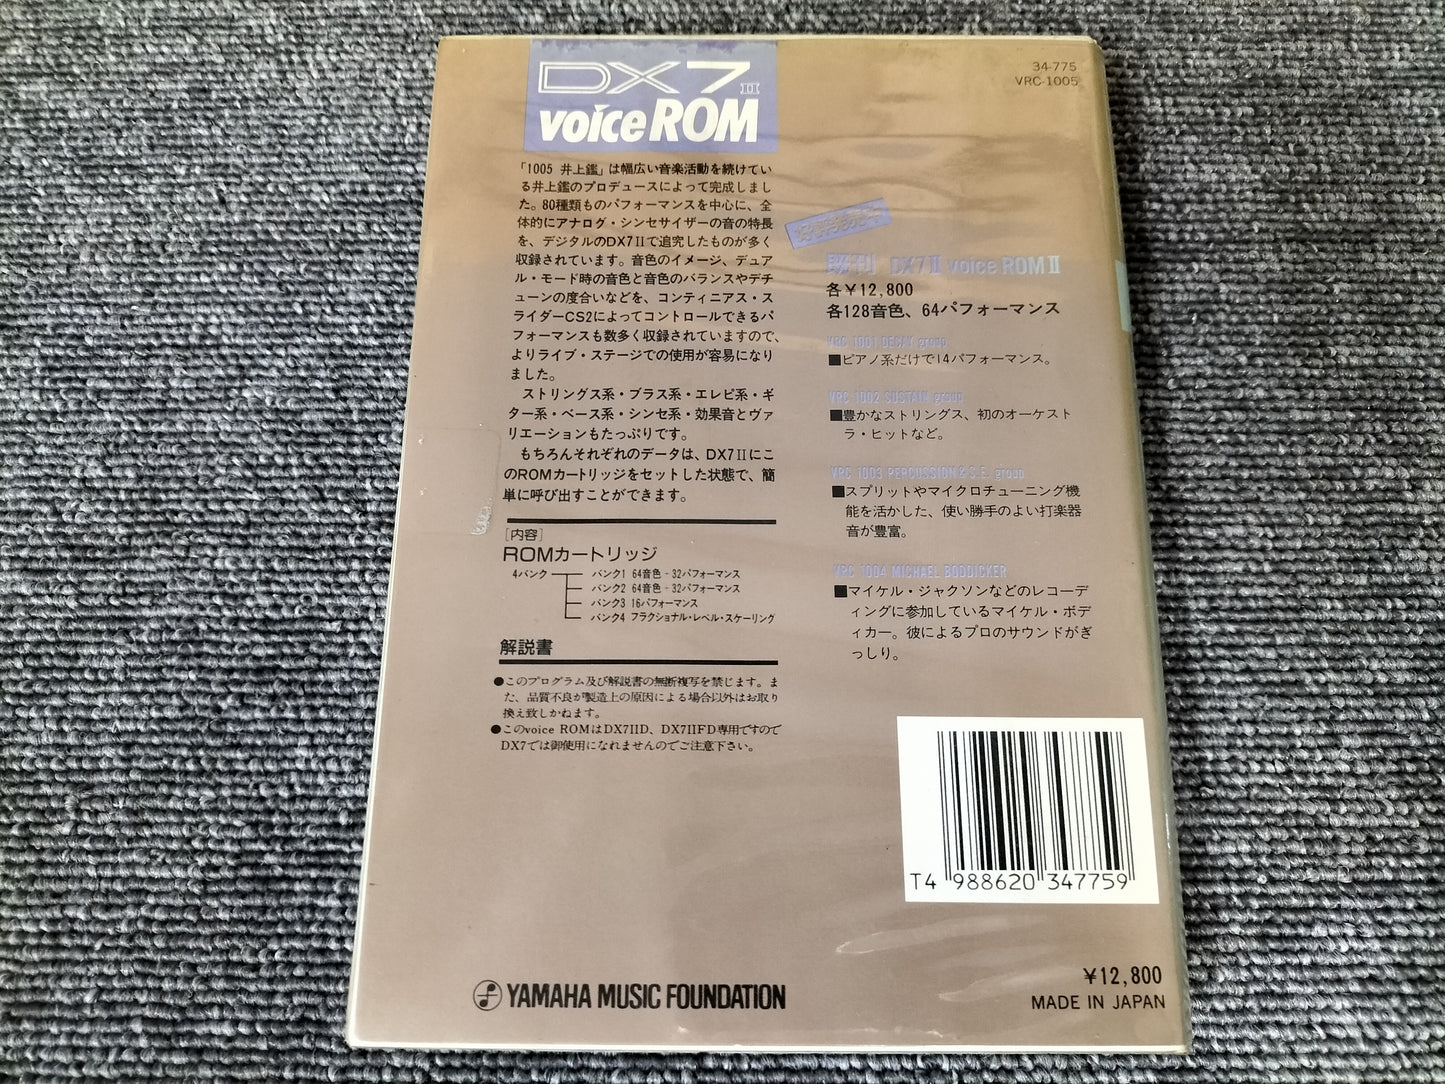 DX7II
voice ROM
「1005 井上鑑」は幅広い音楽活動を続けてい
る井上鑑のプロデュースによって完成しまし
た。80種類ものパフォーマンスを中心に、全
体的にアナログ・シンセサイザーの音の特長
を、デジタルのDX7IIで追究したものが多く
収録されています。音色のイメージ、デュア
ル・モード時の音色と音色のバランスやデチ
ューンの度合いなどを、コンティニアス・ス
ライダーCS2によってコントロールできるパ
フォーマンスも数多く収録されていますので、
よりライブ・ステージでの使用が容易になり
ました。
ストリングス系・ブラス系・エレピ系・ギ
ター系・ベース系・シンセ系・効果音とヴァ
リエーションもたっぷりです。
もちろんそれぞれのデータは、DX7IIにこ
のROMカートリッジをセットした状態で、簡
単に呼び出すことができます。
[内容]
ROMカートリッジ
4バンク
バンク1 64音色+32パフォーマンス
バンク2 64音色+32パフォーマンス
バンク3 16パフォーマンス
バンク4 フラクショナル・レベル・スケーリング
解説書
●このプログラム及び解説書の無断複写を禁じます。ま
た、品質不良が製造上の原因による場合以外はお取り
換え致しかねます。
●このvoice ROMはDX7IID、DX7IIFD専用ですので
DX7では御使用になれませんのでご注意下さい。
YAMAHA MUSIC FOUNDATION
34-775
VRC-1005
好評発売中
既刊 DX7II voice ROM II
各¥12,800
各128音色、64パフォーマンス
VRC 1001 DECAY group
■ピアノ系だけで14パフォーマンス。
VRC 1002 SUSTAIN group
■豊かなストリングス、初のオーケスト
ラ・ヒットなど。
VRC 1003 PERCUSSION & S.E. group
■スプリットやマイクロチューニング機
能を活かした、使い勝手のよい打楽器
音が豊富。
VRC 1004 MICHAEL BODDICKER
■マイケル・ジャクソンなどのレコーデ
ィングに参加しているマイケル・ボデ
ィカー。彼によるプロのサウンドがぎ
っしり。
T4 988620 347759
¥12,800
MADE IN JAPAN